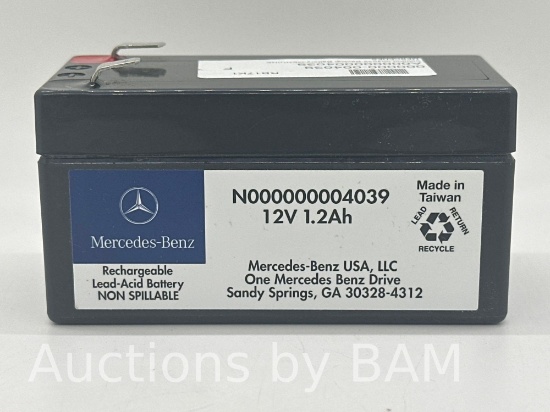 Mercedes-Benz
Rechargeable
Lead-Acid Battery
NON SPILLABLE
N000000004039
12V 1.2Ah
Mercedes-Benz USA, LLC
One Mercedes Benz Drive
Sandy Springs, GA 30328-4312
Made in
Taiwan
LEAD
RETURN
RECYCLE
Auctions by BAM